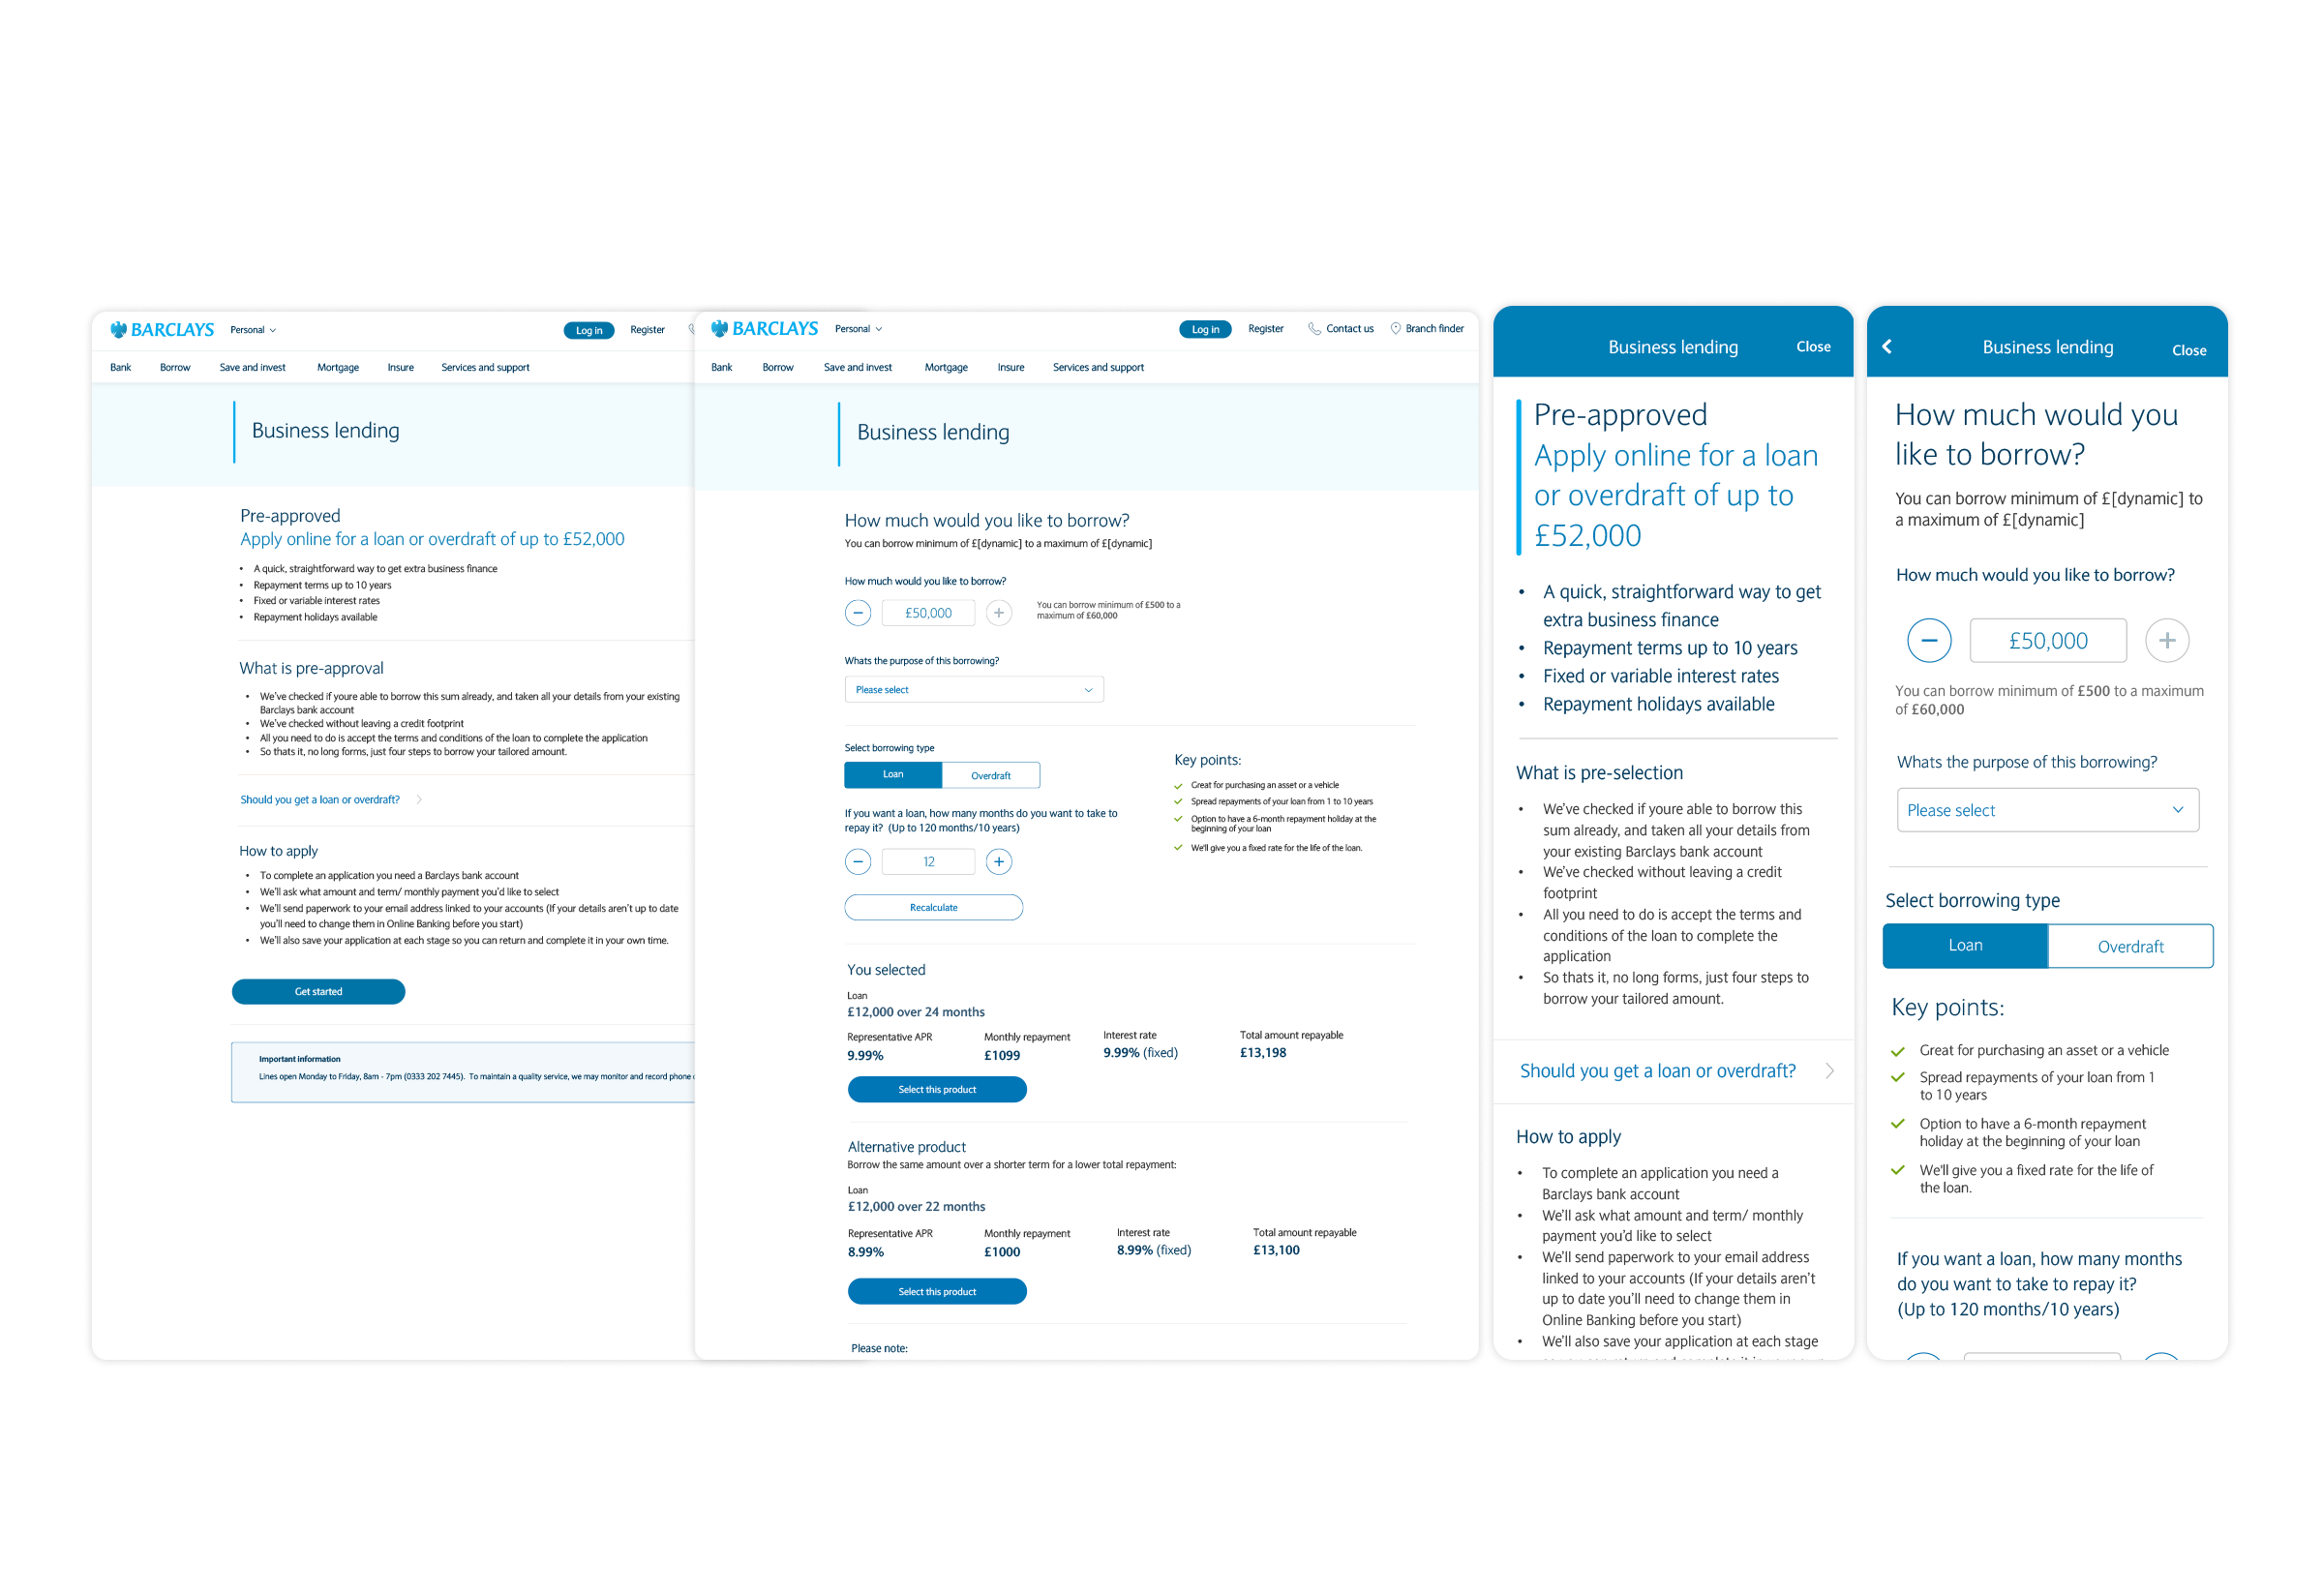 BARCLAYS
Personal
Log in
Register
Bank
Borrow
Save and invest
Mortgage
Insure
Services and support
Business lending
Pre-approved
Apply online for a loan or overdraft of up to £52,000
• A quick, straightforward way to get extra business finance
• Repayment terms up to 10 years
• Fixed or variable interest rates
• Repayment holidays available
What is pre-approval
• We've checked if youre able to borrow this sum already, and taken all your details from your existing
Barclays bank account
• We've checked without leaving a credit footprint
• All you need to do is accept the terms and conditions of the loan to complete the application
• So thats it, no long forms, just four steps to borrow your tailored amount.
Should you get a loan or overdraft?
How to apply
• To complete an application you need a Barclays bank account
• We'll ask what amount and term/ monthly payment you'd like to select
• We'll send paperwork to your email address linked to your accounts (If your details aren't up to date
you'll need to change them in Online Banking before you start)
• We'll also save your application at each stage so you can return and complete it in your own time.
Get started
Important information
Lines open Monday to Friday, 8am - 7pm (0333 202 7445). To maintain a quality service, we may monitor and record phone
BARCLAYS
Personal
Log in
Register
Contact us
Branch finder
Bank
Borrow
Save and invest
Mortgage
Insure
Services and support
Business lending
How much would you like to borrow?
You can borrow minimum of £[dynamic] to a maximum of £[dynamic]
How much would you like to borrow?
£50,000
You can borrow minimum of £500 to a
maximum of £60,000
Whats the purpose of this borrowing?
Please select
Select borrowing type
Loan
Overdraft
If you want a loan, how many months do you want to take to
repay it? (Up to 120 months/10 years)
12
Recalculate
Key points:
Great for purchasing an asset or a vehicle
Spread repayments of your loan from 1 to 10 years
Option to have a 6-month repayment holiday at the
beginning of your loan
We'll give you a fixed rate for the life of the loan.
You selected
Loan
£12,000 over 24 months
Representative APR
Monthly repayment
Interest rate
Total amount repayable
9.99%
£1099
9.99% (fixed)
£13,198
Select this product
Alternative product
Borrow the same amount over a shorter term for a lower total repayment:
Loan
£12,000 over 22 months
Representative APR
Monthly repayment
Interest rate
Total amount repayable
8.99%
£1000
8.99% (fixed)
£13,100
Select this product
Please note:
Business lending
Close
Pre-approved
Apply online for a loan
or overdraft of up to
£52,000
• A quick, straightforward way to get
extra business finance
• Repayment terms up to 10 years
• Fixed or variable interest rates
• Repayment holidays available
What is pre-selection
• We've checked if youre able to borrow this
sum already, and taken all your details from
your existing Barclays bank account
• We've checked without leaving a credit
footprint
• All you need to do is accept the terms and
conditions of the loan to complete the
application
• So thats it, no long forms, just four steps to
borrow your tailored amount.
Should you get a loan or overdraft?
How to apply
• To complete an application you need a
Barclays bank account
• We'll ask what amount and term/ monthly
payment you'd like to select
• We'll send paperwork to your email address
linked to your accounts (If your details aren't
up to date you'll need to change them in
Online Banking before you start)
• We'll also save your application at each stage
Business lending
Close
How much would you
like to borrow?
You can borrow minimum of £[dynamic] to
a maximum of £[dynamic]
How much would you like to borrow?
£50,000
You can borrow minimum of £500 to a maximum
of £60,000
Whats the purpose of this borrowing?
Please select
Select borrowing type
Loan
Overdraft
Key points:
Great for purchasing an asset or a vehicle
Spread repayments of your loan from 1
to 10 years
Option to have a 6-month repayment
holiday at the beginning of your loan
We'll give you a fixed rate for the life of
the loan.
If you want a loan, how many months
do you want to take to repay it?
(Up to 120 months/10 years)